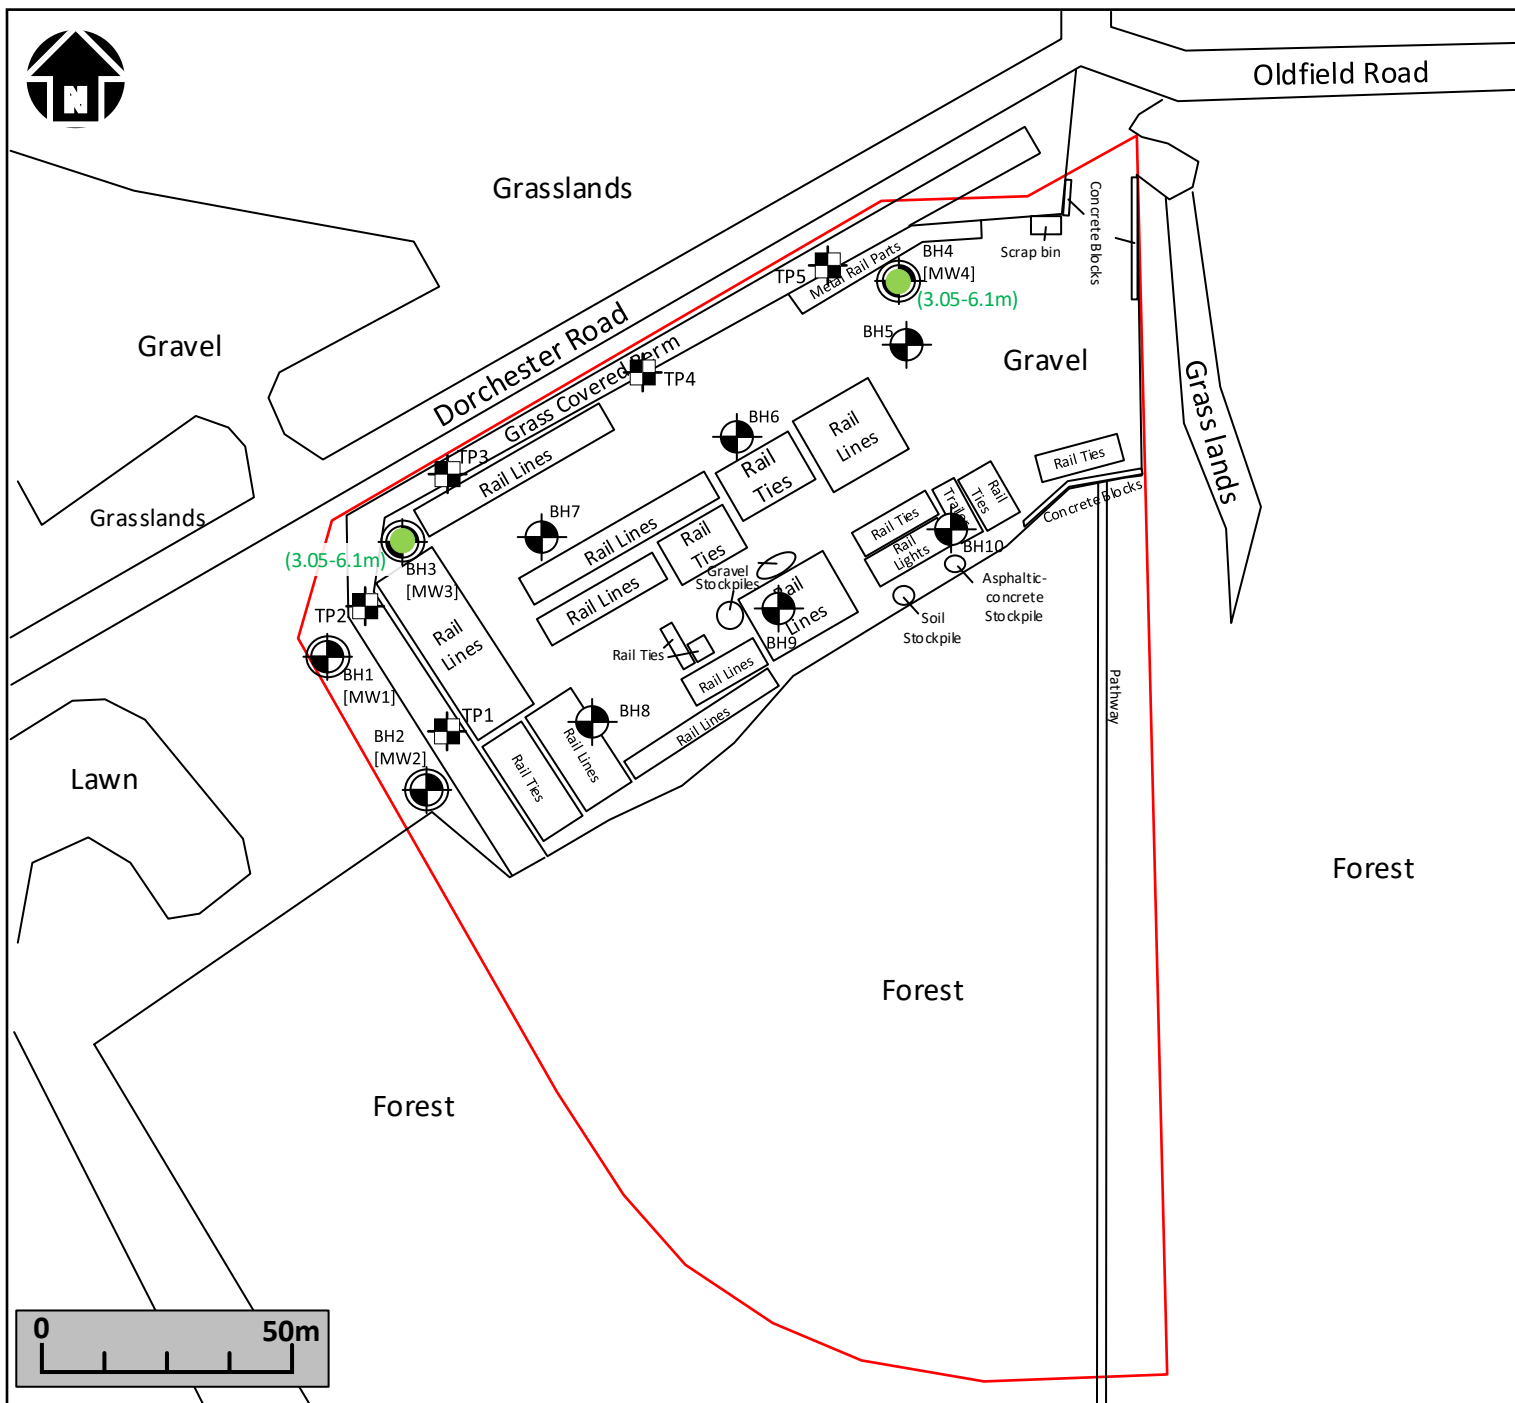 N
Oldfield Road
Grasslands
Concrete Blocks
Scrap bin
BH4
[MW4]
(3.05-6.1m)
Metal Rail Parts
TP5
BH5
Gravel
Gravel
Dorchester Road
Grass Covered Berm
TP4
Grass lands
BH6
Rail
Lines
TP3
Rail Lines
Rail
Ties
Rail Ties
Concrete Blocks
Grasslands
BH7
Rail Lines
Rail
Ties
Rail Ties
Trailer
Rail
Ties
Rail
Lights
BH10
(3.05-6.1m)
BH3
[MW3]
Gravel
Stockpiles
Rail Lines
Rail
Lines
BH9
Asphaltic-
concrete
Stockpile
Soil
Stockpile
TP2
Rail
Lines
Rail Ties
Rail Lines
BH1
[MW1]
Pathway
TP1
BH2
[MW2]
BH8
Rail Lines
Rail Lines
Rail Ties
Lawn
Forest
Forest
Forest
0
50m